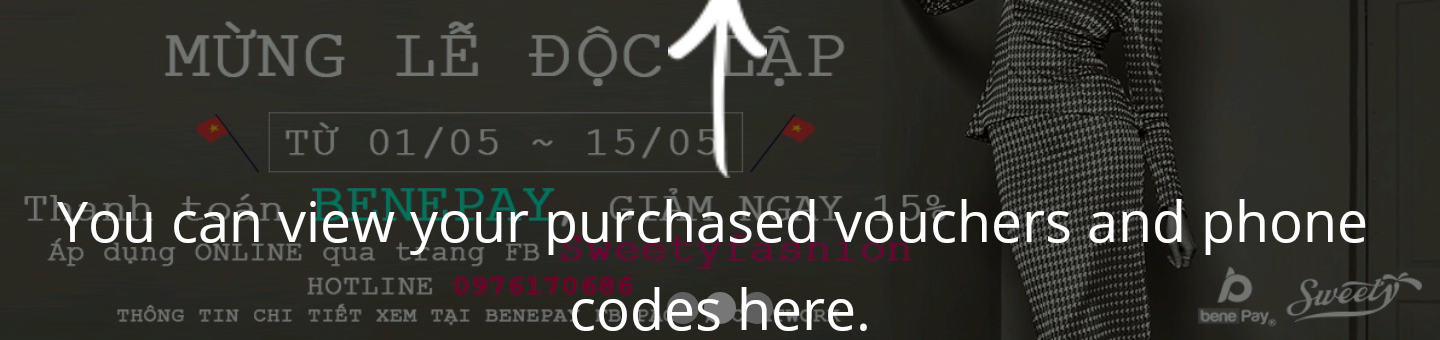 MỪNG LỄ ĐỘC LẬP
TỪ 01/05 ~ 15/05
Thanh toán BENEPAY, GIẢM NGAY 15%
You can view your purchased vouchers and phone
Áp dụng ONLINE qua trang FB Sweetyfashion
HOTLINE 0976170686
codes here.
THÔNG TIN CHI TIẾT XEM TẠI BENEPAY FB
bene Pay®
Sweety